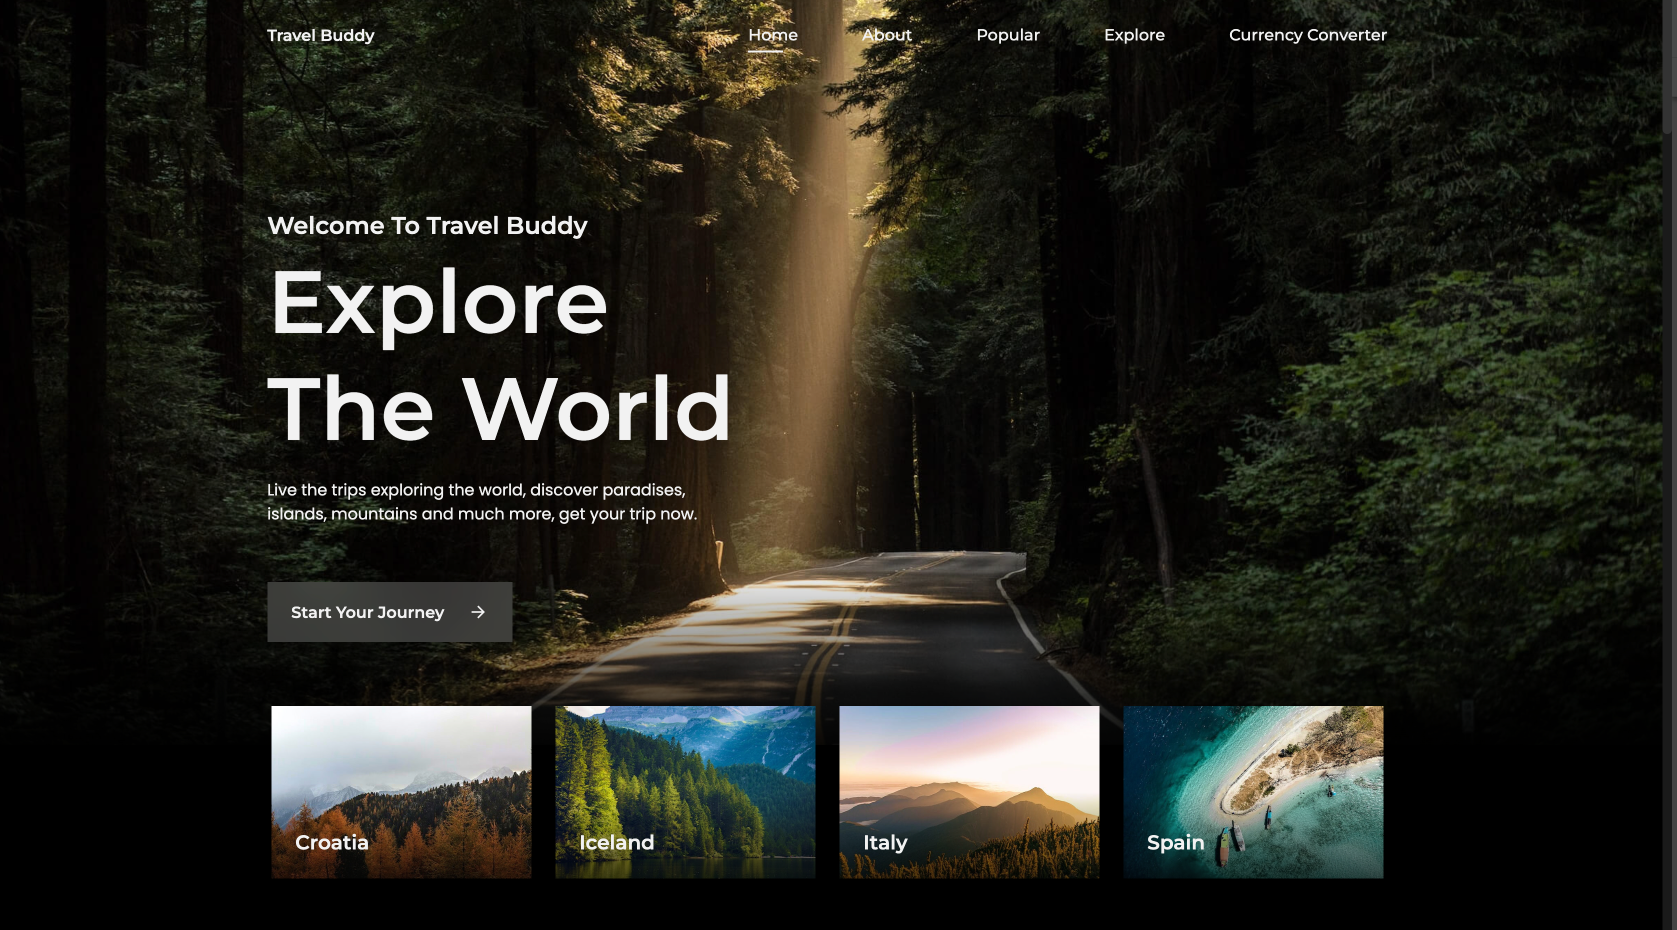 Travel Buddy
Home
About
Popular
Explore
Currency Converter
Welcome To Travel Buddy
Explore
The World
Live the trips exploring the world, discover paradises,
islands, mountains and much more, get your trip now.
Start Your Journey →
Croatia
Iceland
Italy
Spain